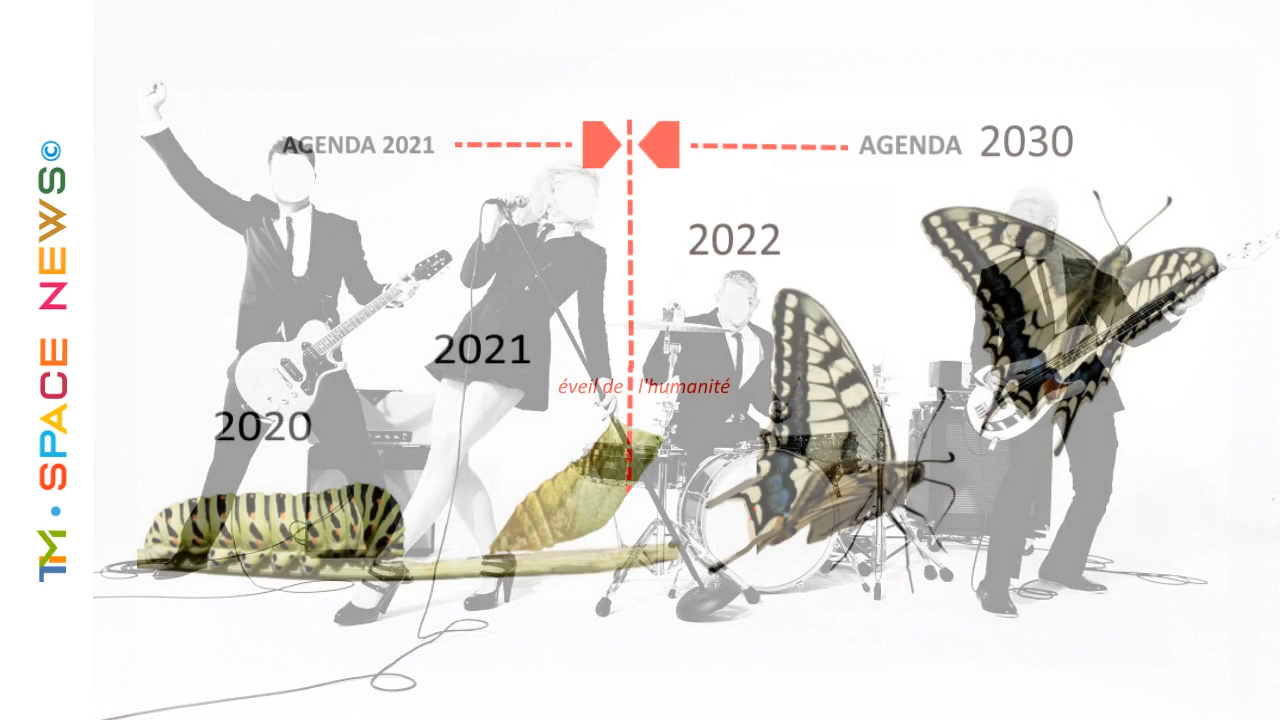 TM • SPACE NEWS©
AGENDA 2021
AGENDA 2030
2022
2021
éveil de l'humanité
2020